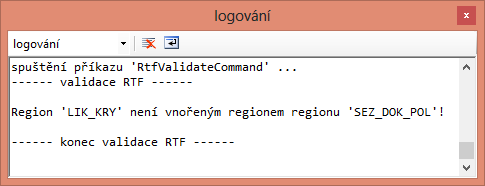 logování
logování
spuštění příkazu 'RtfValidateCommand' ...
------ validace RTF ------
Region 'LIK_KRY' není vnořeným regionem regionu 'SEZ_DOK_POL'!
------ konec validace RTF ------